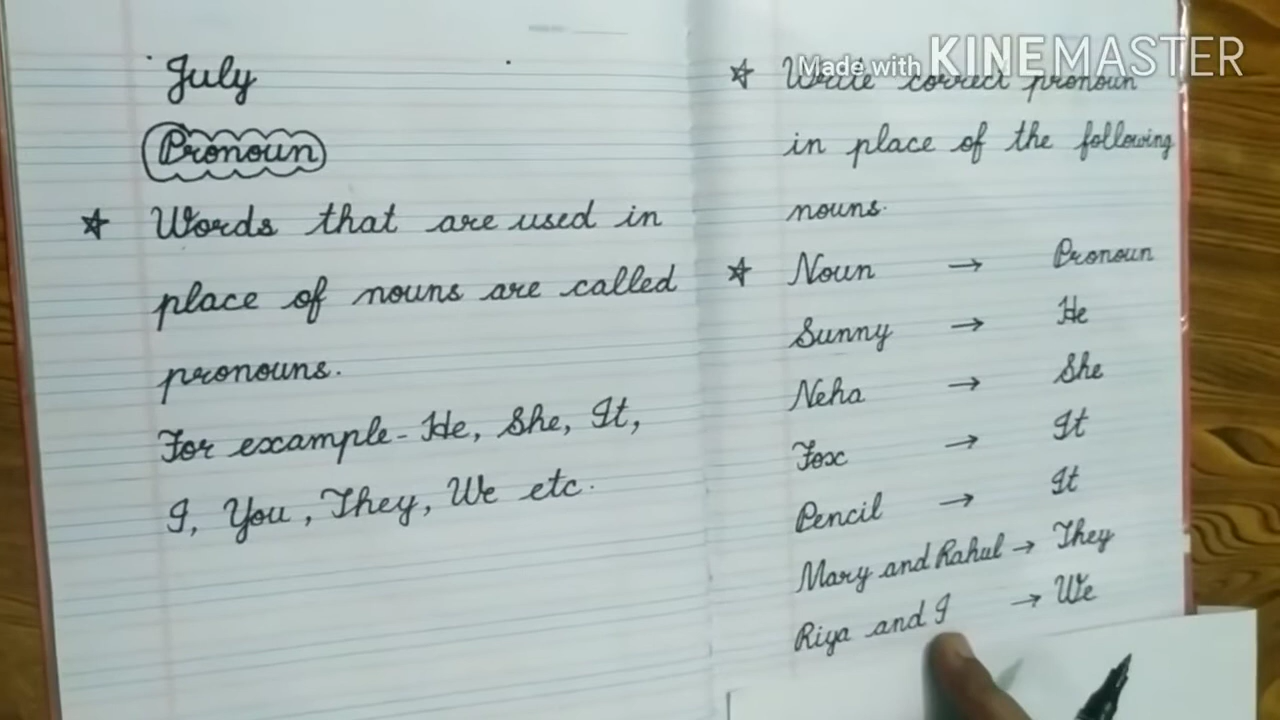 July
Pronoun
Words that are used in
place of nouns are called
pronouns.
For example - He, She, It,
I, You, They, We etc.
Made with KINEMASTER
Write correct pronoun
in place of the following
nouns.
Noun → Pronoun
Sunny → He
Neha → She
Fox → It
Pencil → It
Mary and Rahul → They
Riya and I → We